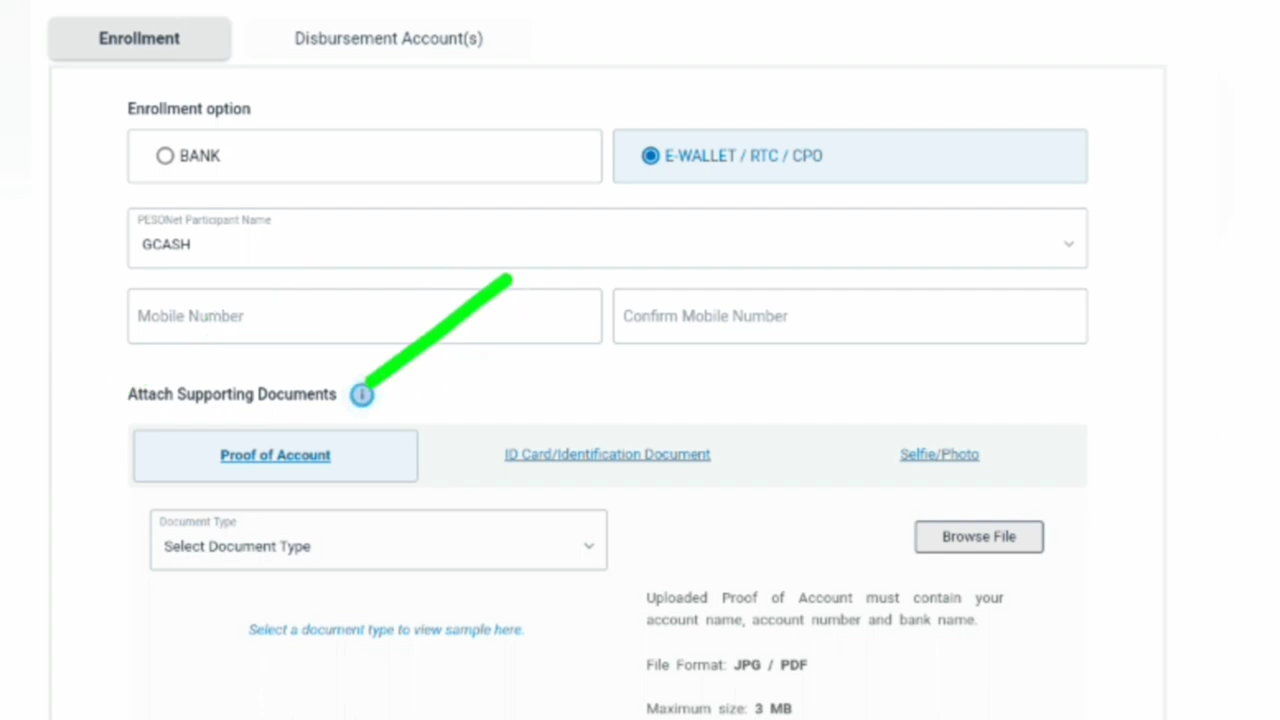 Enrollment
Disbursement Account(s)
Enrollment option
BANK
E-WALLET / RTC / CPO
PESONet Participant Name
GCASH
Mobile Number
Confirm Mobile Number
Attach Supporting Documents
Proof of Account
ID Card/Identification Document
Selfie/Photo
Document Type
Select Document Type
Browse File
Select a document type to view sample here.
Uploaded Proof of Account must contain your
account name, account number and bank name.
File Format: JPG / PDF
Maximum size: 3 MB